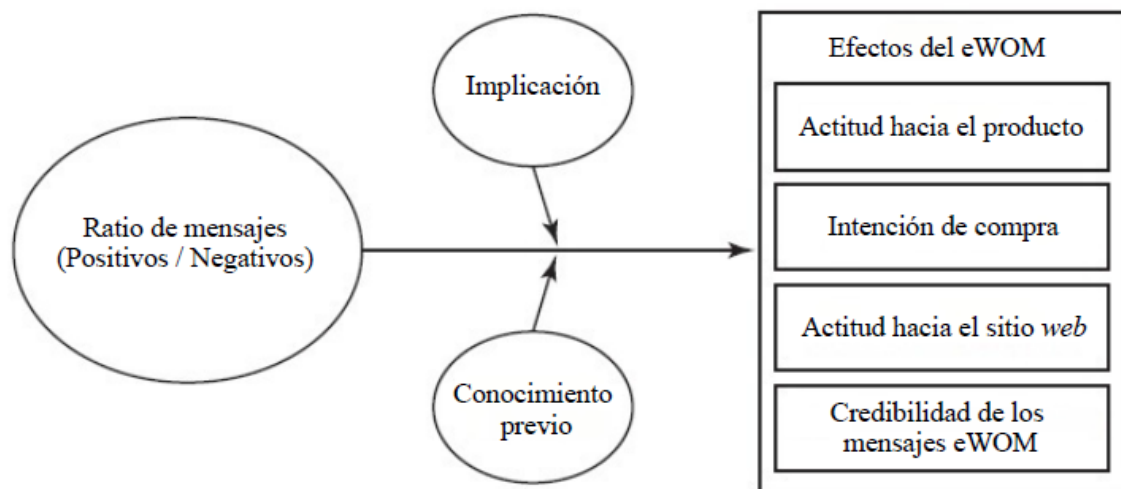 Ratio de mensajes
(Positivos / Negativos)
Implicación
Conocimiento
previo
Efectos del eWOM
Actitud hacia el producto
Intención de compra
Actitud hacia el sitio web
Credibilidad de los
mensajes eWOM